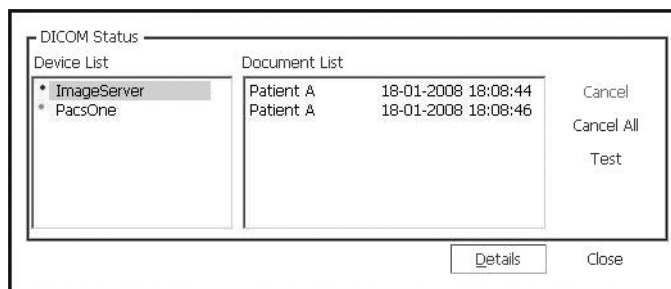 DICOM Status
Device List
Document List
* ImageServer
* PacsOne
Patient A 18-01-2008 18:08:44
Patient A 18-01-2008 18:08:46
Cancel
Cancel All
Test
Details
Close